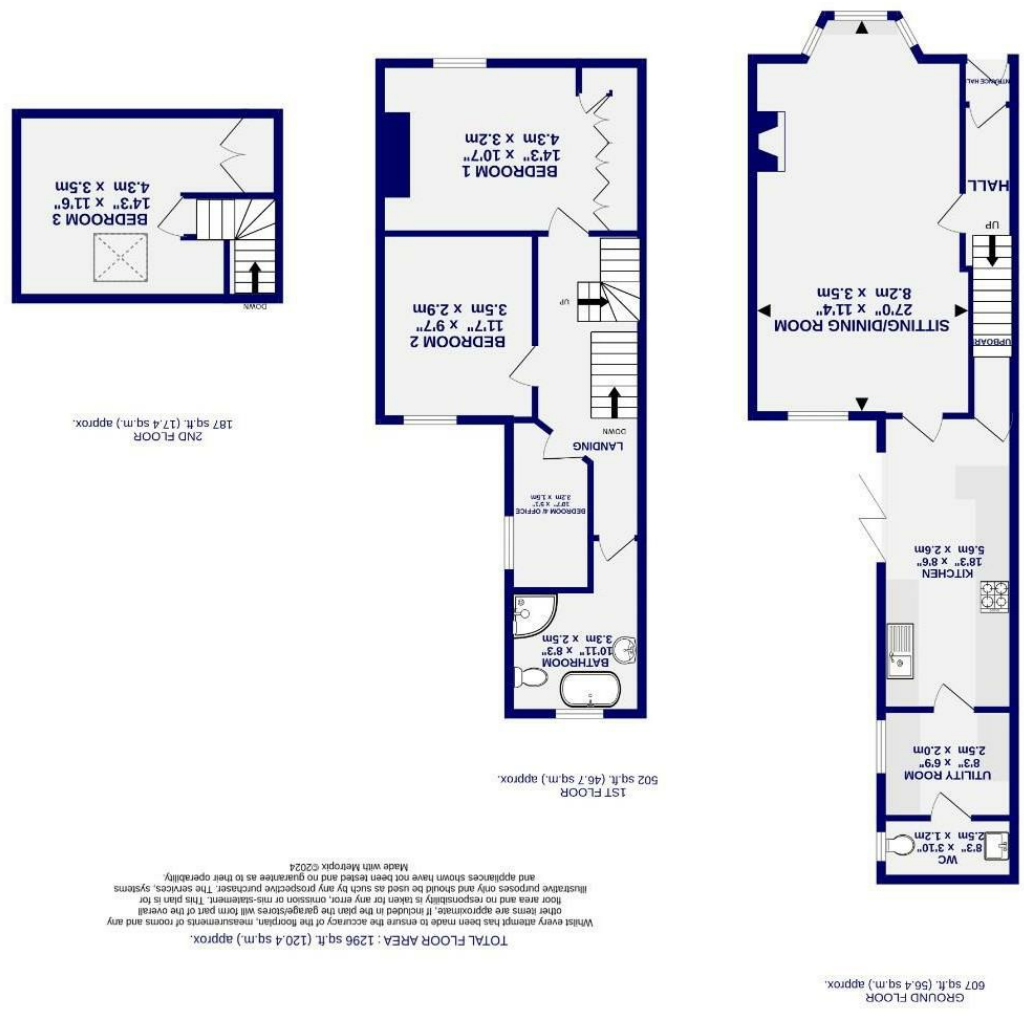 GROUND FLOOR
607 sq.ft. (56.4 sq.m.) approx.
WC
8'3" x 3'10"
2.5m x 1.2m
UTILITY ROOM
8'3" x 6'9"
2.5m x 2.0m
KITCHEN
18'3" x 8'6"
5.6m x 2.6m
UPBOAR
SITTING/DINING ROOM
27'0" x 11'4"
8.2m x 3.5m
UP
HALL
NTRANCE HAL
1ST FLOOR
502 sq.ft. (46.7 sq.m.) approx.
BATHROOM
10'11" x 8'3"
3.3m x 2.5m
BEDROOM 4/ OFFICE
10'7" x
3.2m x 1.5m
LANDING
DOWN
UP
BEDROOM 2
11'7" x 9'7"
3.5m x 2.9m
BEDROOM 1
14'3" x 10'7"
4.3m x 3.2m
2ND FLOOR
187 sq.ft. (17.4 sq.m.) approx.
DOWN
BEDROOM 3
14'3" x 11'6"
4.3m x 3.5m
TOTAL FLOOR AREA : 1296 sq.ft. (120.4 sq.m.) approx.
Whilst every attempt has been made to ensure the accuracy of the floorplan, measurements of rooms and any
other items are approximate, If included in the plan the garage/stores will form part of the overall
floor area and no responsibility is taken for any error, omission or mis-statement. This plan is for
illustrative purposes only and should be used as such by any prospective purchaser. The services, systems
and appliances shown have not been tested and no guarantee as to their operability.
Made with Metropix ©2024